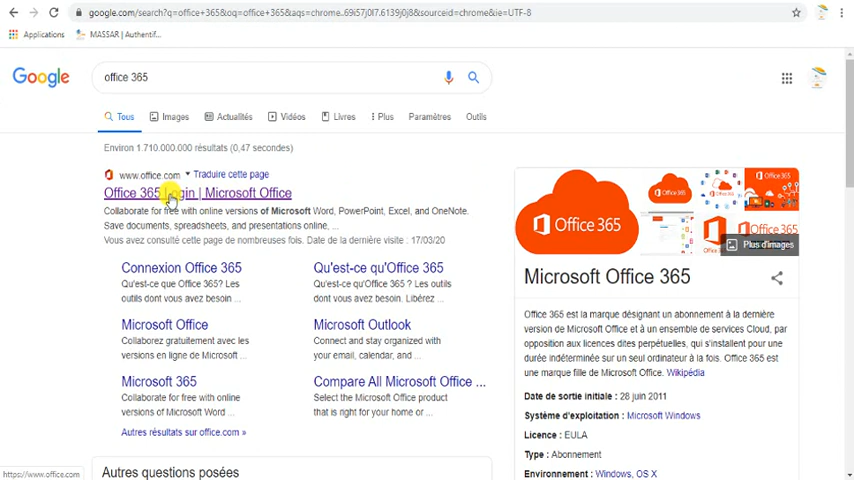 google.com/search?q=office+365&oq=office+365&aqs=chrome..69i57j0l7.6139j0j8&sourceid=chrome&ie=UTF-8
Applications MASSAR | Authentif...
Google office 365
Tous Images Actualités Vidéos Livres Plus Paramètres Outils
Environ 1.710.000.000 résultats (0,47 secondes)
www.office.com Traduire cette page
Office 365 Login | Microsoft Office
Collaborate for free with online versions of Microsoft Word, PowerPoint, Excel, and OneNote.
Save documents, spreadsheets, and presentations online, ...
Vous avez consulté cette page de nombreuses fois. Date de la dernière visite : 17/03/20
Connexion Office 365
Qu'est-ce que Office 365? Les
outils dont vous avez besoin ...
Qu'est-ce qu'Office 365
Qu'est-ce qu'Office 365 ? Les
outils dont vous avez besoin. Libérez ...
Microsoft Office
Collaborez gratuitement avec les
versions en ligne de Microsoft ...
Microsoft Outlook
Connect and stay organized with
your email, calendar, and ...
Microsoft 365
Collaborate for free with online
versions of Microsoft Word ...
Compare All Microsoft Office ...
Select the Microsoft Office product
that is right for your home or ...
Autres résultats sur office.com »
Autres questions posées
Office 365
Office 365
Office 365
Plus d'images
Microsoft Office 365
Office 365 est la marque désignant un abonnement à la dernière
version de Microsoft Office et à un ensemble de services Cloud, par
opposition aux licences dites perpétuelles, qui s'installent pour une
durée indéterminée sur un seul ordinateur à la fois. Office 365 est
une marque fille de Microsoft Office. Wikipédia
Date de sortie initiale : 28 juin 2011
Système d'exploitation : Microsoft Windows
Licence : EULA
Type : Abonnement
Environnement : Windows, OS X
https://www.office.com